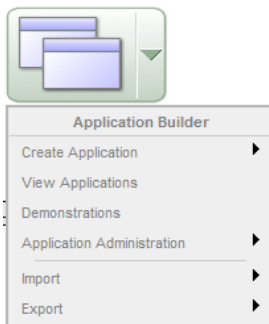 Application Builder
Create Application
View Applications
Demonstrations
Application Administration
Import
Export